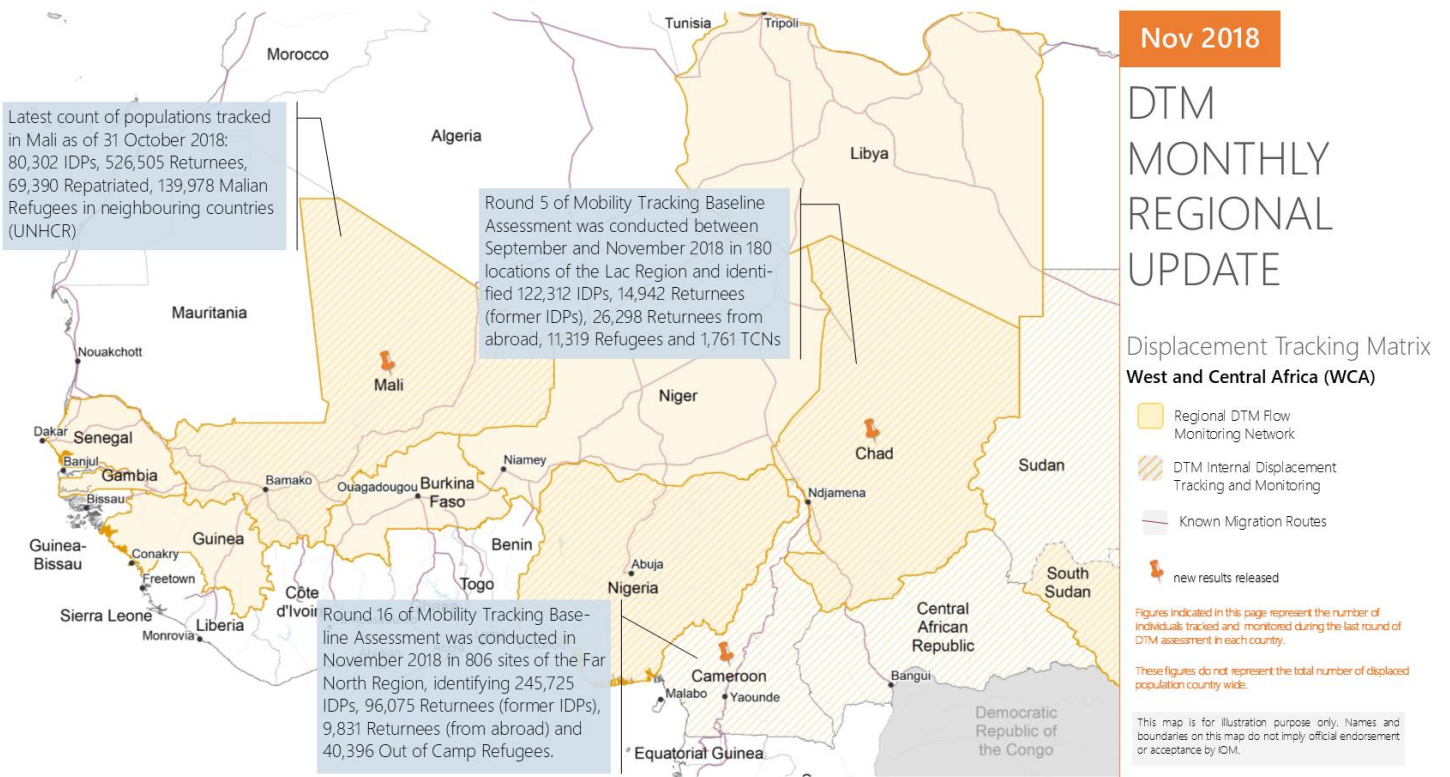 Nov 2018
DTM
MONTHLY
REGIONAL
UPDATE
Displacement Tracking Matrix
West and Central Africa (WCA)
Regional DTM Flow
Monitoring Network
DTM Internal Displacement
Tracking and Monitoring
Known Migration Routes
new results released
Figures indicated in this page represent the number of
individuals tracked and monitored during the last round of
DTM assessment in each country.
These figures do not represent the total number of displaced
population country wide.
This map is for illustration purpose only. Names and
boundaries on this map do not imply official endorsement
or acceptance by IOM.
Latest count of populations tracked
in Mali as of 31 October 2018:
80,302 IDPs, 526,505 Returnees,
69,390 Repatriated, 139,978 Malian
Refugees in neighbouring countries
(UNHCR)
Round 5 of Mobility Tracking Baseline
Assessment was conducted between
September and November 2018 in 180
locations of the Lac Region and identi-
fied 122,312 IDPs, 14,942 Returnees
(former IDPs), 26,298 Returnees from
abroad, 11,319 Refugees and 1,761 TCNs
Round 16 of Mobility Tracking Base-
line Assessment was conducted in
November 2018 in 806 sites of the Far
North Region, identifying 245,725
IDPs, 96,075 Returnees (former IDPs),
9,831 Returnees (from abroad) and
40,396 Out of Camp Refugees.
Tunisia
Tripoli
Morocco
Algeria
Libya
Mauritania
Nouakchott
Mali
Niger
Chad
Sudan
Dakar
Senegal
Banjul
Gambia
Bissau
Bamako
Ouagadougou
Burkina
Faso
Niamey
Ndjamena
Guinea-
Bissau
Guinea
Conakry
Freetown
Sierra Leone
Monrovia
Liberia
Côte
d'Ivoir
Togo
Benin
Abuja
Nigeria
Central
African
Republic
South
Sudan
Cameroon
Malabo
Yaounde
Bangui
Equatorial Guinea
Democratic
Republic of
the Congo